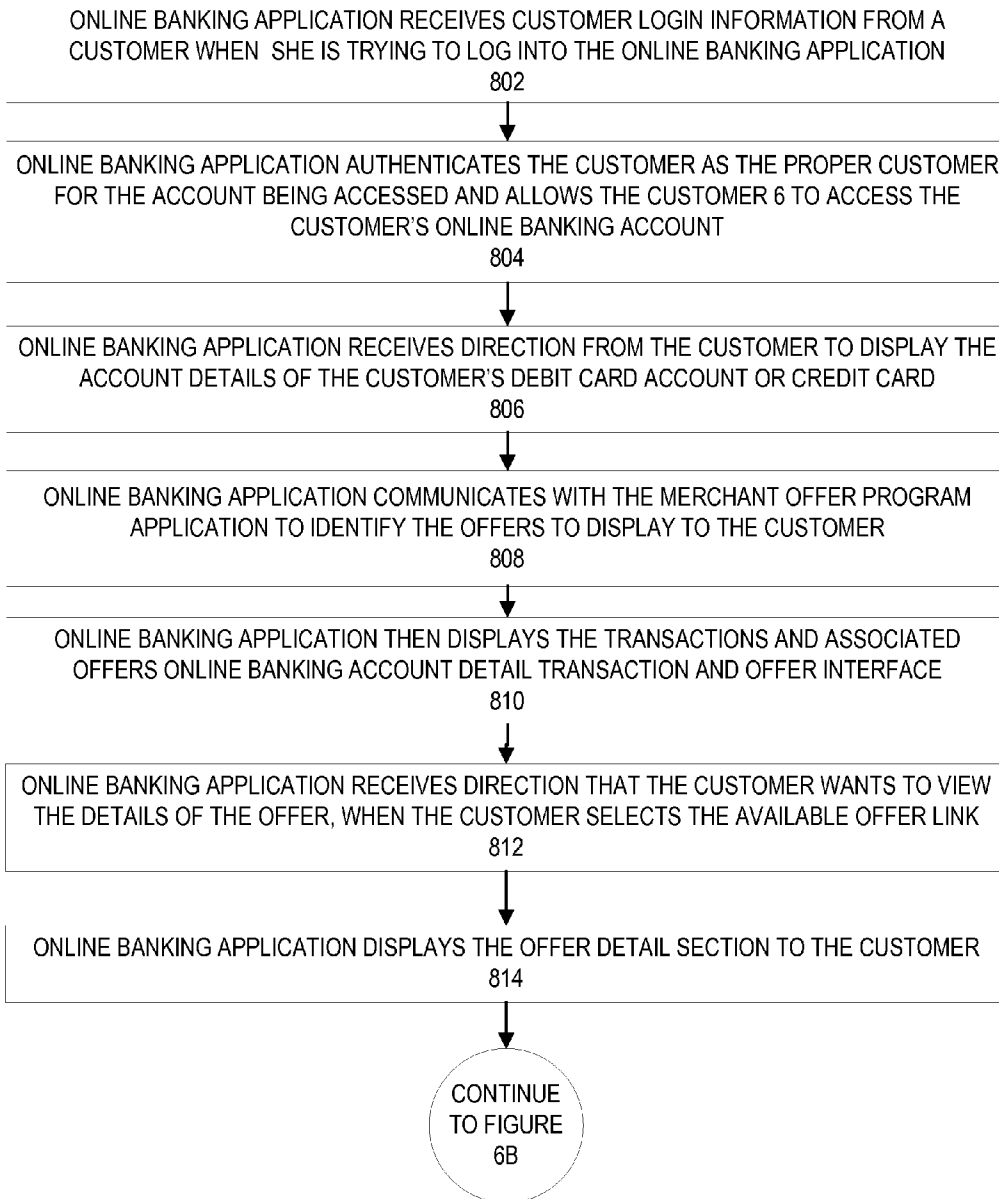 ONLINE BANKING APPLICATION RECEIVES CUSTOMER LOGIN INFORMATION FROM A
CUSTOMER WHEN SHE IS TRYING TO LOG INTO THE ONLINE BANKING APPLICATION
802
ONLINE BANKING APPLICATION AUTHENTICATES THE CUSTOMER AS THE PROPER CUSTOMER
FOR THE ACCOUNT BEING ACCESSED AND ALLOWS THE CUSTOMER 6 TO ACCESS THE
CUSTOMER'S ONLINE BANKING ACCOUNT
804
ONLINE BANKING APPLICATION RECEIVES DIRECTION FROM THE CUSTOMER TO DISPLAY THE
ACCOUNT DETAILS OF THE CUSTOMER'S DEBIT CARD ACCOUNT OR CREDIT CARD
806
ONLINE BANKING APPLICATION COMMUNICATES WITH THE MERCHANT OFFER PROGRAM
APPLICATION TO IDENTIFY THE OFFERS TO DISPLAY TO THE CUSTOMER
808
ONLINE BANKING APPLICATION THEN DISPLAYS THE TRANSACTIONS AND ASSOCIATED
OFFERS ONLINE BANKING ACCOUNT DETAIL TRANSACTION AND OFFER INTERFACE
810
ONLINE BANKING APPLICATION RECEIVES DIRECTION THAT THE CUSTOMER WANTS TO VIEW
THE DETAILS OF THE OFFER, WHEN THE CUSTOMER SELECTS THE AVAILABLE OFFER LINK
812
ONLINE BANKING APPLICATION DISPLAYS THE OFFER DETAIL SECTION TO THE CUSTOMER
814
CONTINUE
TO FIGURE
6B